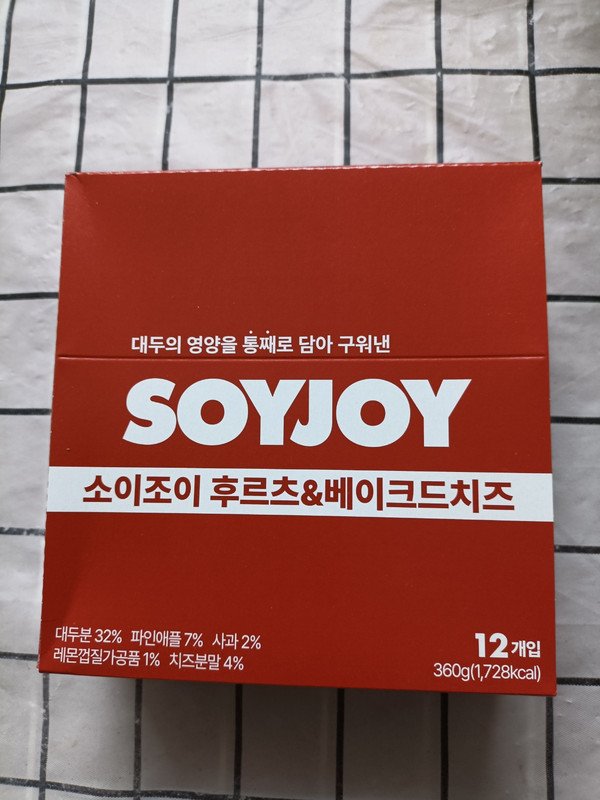 대두의 영양을 통째로 담아 구워낸
SOYJOY
소이조이 후르츠&베이크드치즈
대두분 32% 파인애플 7% 사과 2%
레몬껍질가공품 1% 치즈분말 4%
12개입
360g(1,728kcal)